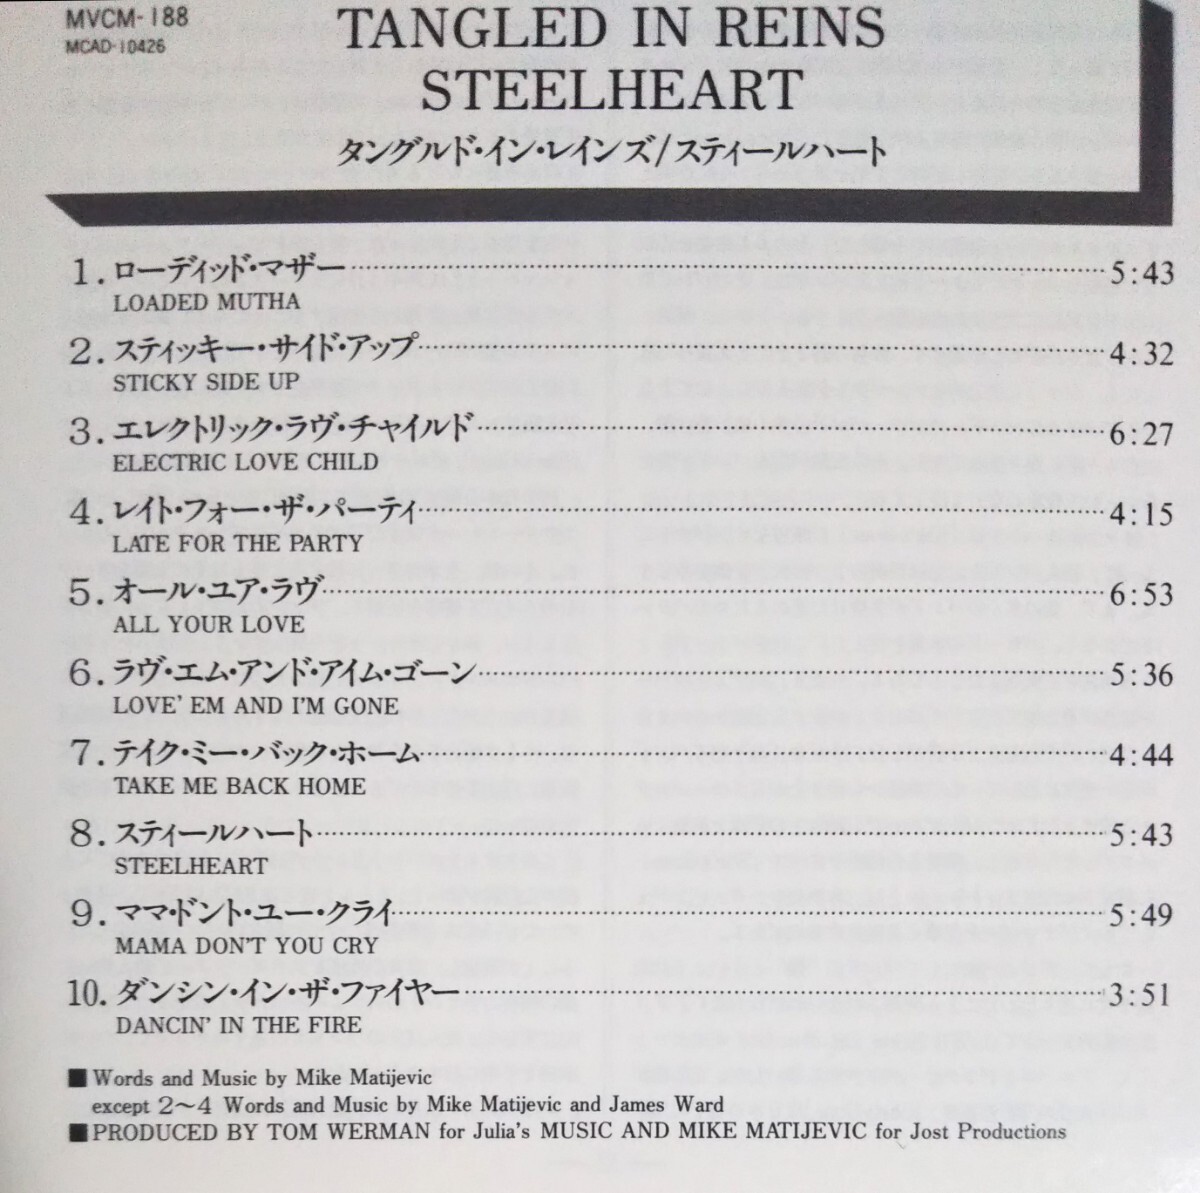 MVCM-188
MCAD-10426
TANGLED IN REINS
STEELHEART
タングルド・イン・レインズ/スティールハート
1. ローディッド・マザー 5:43
LOADED MUTHA
2. スティッキー・サイド・アップ 4:32
STICKY SIDE UP
3. エレクトリック・ラヴ・チャイルド 6:27
ELECTRIC LOVE CHILD
4. レイト・フォー・ザ・パーティ 4:15
LATE FOR THE PARTY
5. オール・ユア・ラヴ 6:53
ALL YOUR LOVE
6. ラヴ・エム・アンド・アイム・ゴーン 5:36
LOVE' EM AND I'M GONE
7. テイク・ミー・バック・ホーム 4:44
TAKE ME BACK HOME
8. スティールハート 5:43
STEELHEART
9. ママ・ドント・ユー・クライ 5:49
MAMA DON'T YOU CRY
10. ダンシン・イン・ザ・ファイヤー 3:51
DANCIN' IN THE FIRE
■Words and Music by Mike Matijevic
except 2〜4 Words and Music by Mike Matijevic and James Ward
■PRODUCED BY TOM WERMAN for Julia's MUSIC AND MIKE MATIJEVIC for Jost Productions